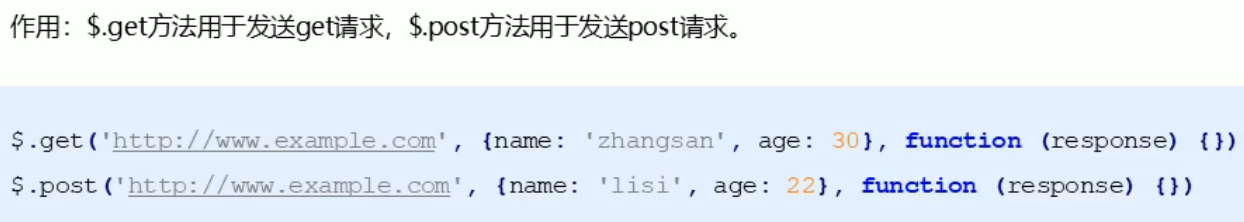 作用：$.get方法用于发送get请求，$.post方法用于发送post请求。
$.get('http://www.example.com', {name: 'zhangsan', age: 30}, function (response) {})
$.post('http://www.example.com', {name: 'lisi', age: 22}, function (response) {})